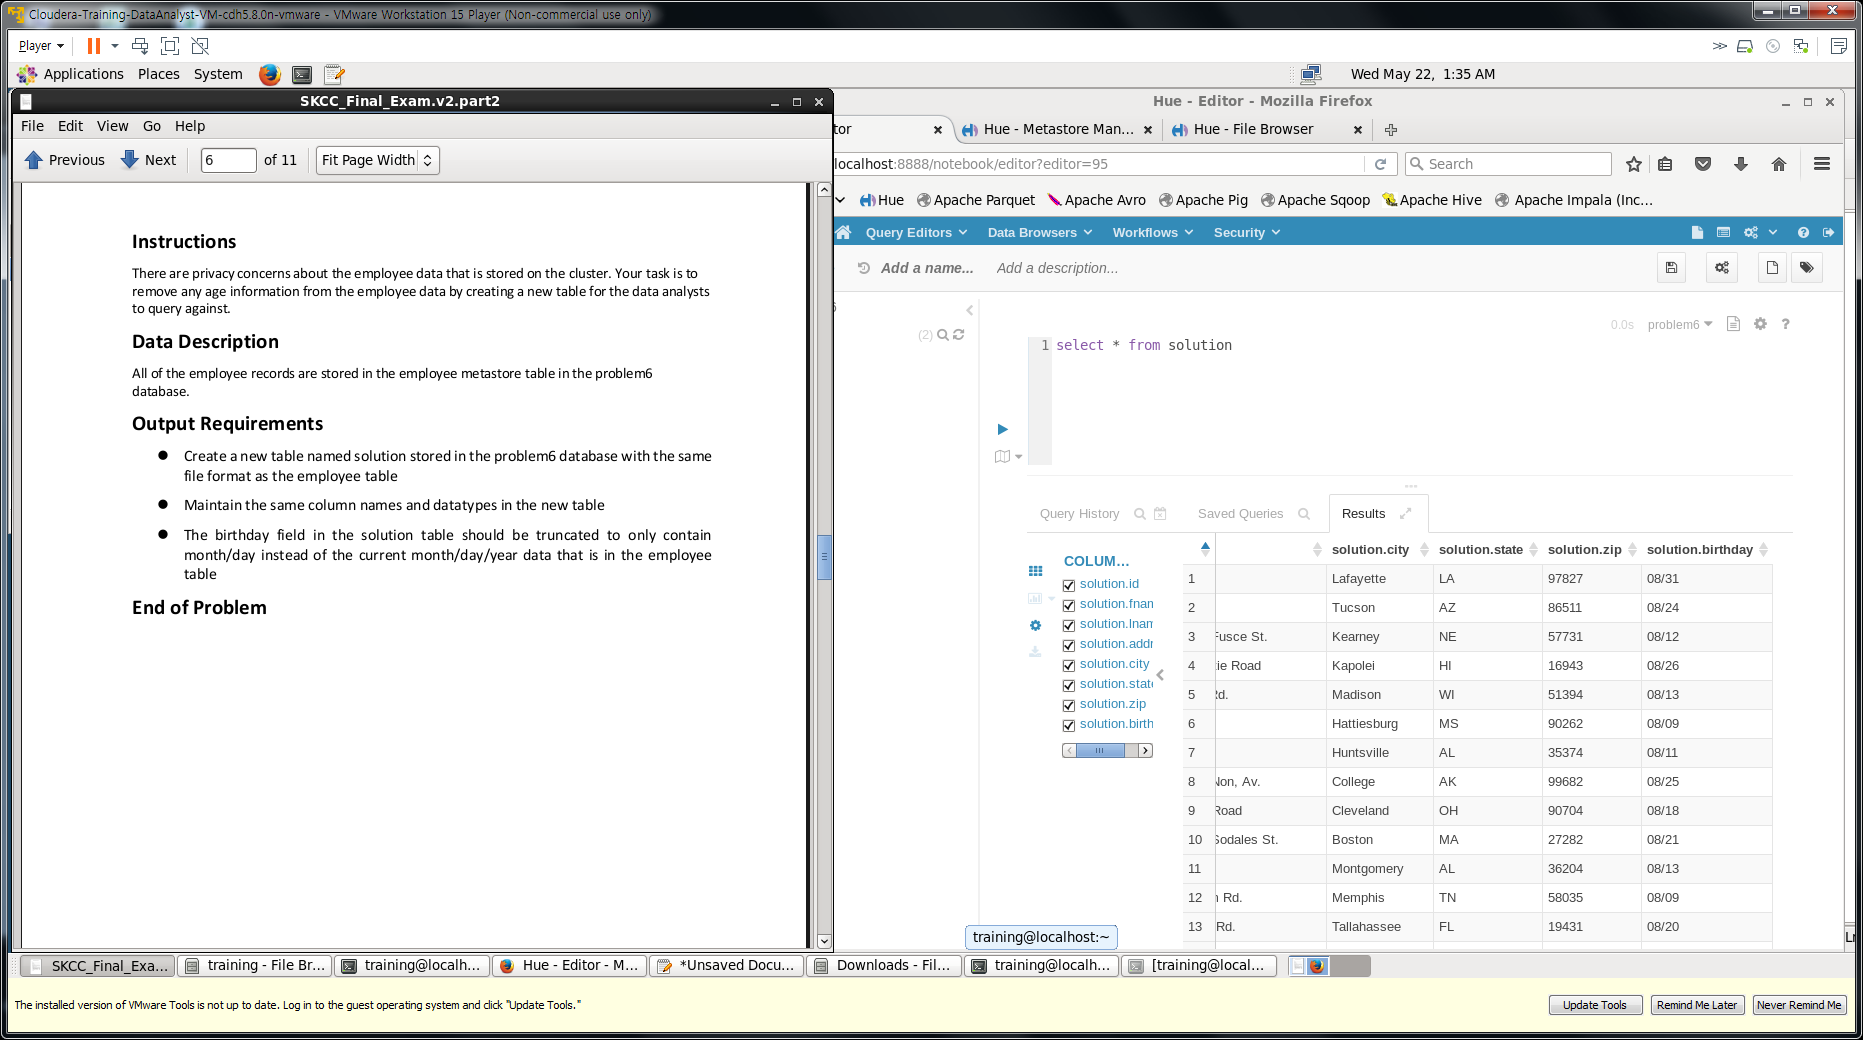 Cloudera-Training-DataAnalyst-VM-cdh5.8.0n-vmware - VMware Workstation 15 Player (Non-commercial use only)
Player
Applications Places System
Wed May 22, 1:35 AM
SKCC_Final_Exam.v2.part2
File Edit View Go Help
Previous Next 6 of 11 Fit Page Width
Instructions
There are privacy concerns about the employee data that is stored on the cluster. Your task is to
remove any age information from the employee data by creating a new table for the data analysts
to query against.
Data Description
All of the employee records are stored in the employee metastore table in the problem6
database.
Output Requirements
● Create a new table named solution stored in the problem6 database with the same
file format as the employee table
● Maintain the same column names and datatypes in the new table
● The birthday field in the solution table should be truncated to only contain
month/day instead of the current month/day/year data that is in the employee
table
End of Problem
Hue - Editor - Mozilla Firefox
tor Hue - Metastore Man... Hue - File Browser
localhost:8888/notebook/editor?editor=95
Search
Hue Apache Parquet Apache Avro Apache Pig Apache Sqoop Apache Hive Apache Impala (Inc...
Query Editors Data Browsers Workflows Security
Add a name... Add a description...
(2)
0.0s problem6 ?
1 select * from solution
Query History Saved Queries Results
COLUM...
solution.id
solution.fnam
solution.lnam
solution.addr
solution.city
solution.state
solution.zip
solution.birth
solution.city solution.state solution.zip solution.birthday
1 Lafayette LA 97827 08/31
2 Tucson AZ 86511 08/24
3 Fusce St. Kearney NE 57731 08/12
4 tie Road Kapolei HI 16943 08/26
5 Rd. Madison WI 51394 08/13
6 Hattiesburg MS 90262 08/09
7 Huntsville AL 35374 08/11
8 Non, Av. College AK 99682 08/25
9 Road Cleveland OH 90704 08/18
10 Sodales St. Boston MA 27282 08/21
11 Montgomery AL 36204 08/13
12 Rd. Memphis TN 58035 08/09
13 Rd. Tallahassee FL 19431 08/20
training@localhost:~
SKCC_Final_Exa... training - File Br... training@localh... Hue - Editor - M... *Unsaved Docu... Downloads - Fil... training@localh... [training@local...
The installed version of VMware Tools is not up to date. Log in to the guest operating system and click "Update Tools."
Update Tools Remind Me Later Never Remind Me